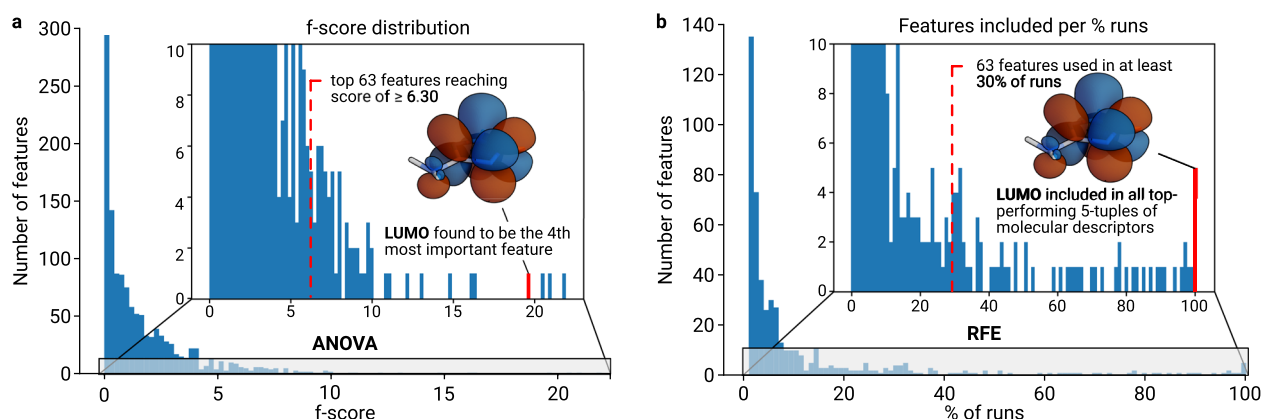 a
f-score distribution
300
250
200
150
100
50
0
Number of features
10
8
6
4
2
0
top 63 features reaching
score of ≥ 6.30
LUMO found to be the 4th
most important feature
0 5 10 15 20
ANOVA
0 5 10 15 20
f-score
b
Features included per % runs
140
120
100
80
60
40
20
0
Number of features
10
8
6
4
2
0
63 features used in at least
30% of runs
LUMO included in all top-
performing 5-tuples of
molecular descriptors
0 20 40 60 80 100
RFE
0 20 40 60 80 100
% of runs